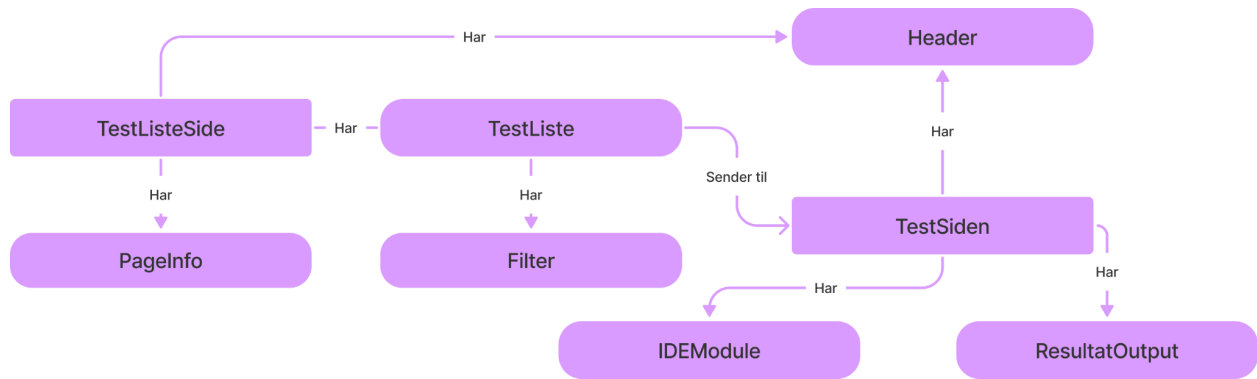 Har
Header
TestListeSide
Har
TestListe
Har
Sender til
Har
Har
TestSiden
PageInfo
Filter
Har
Har
IDEModule
ResultatOutput